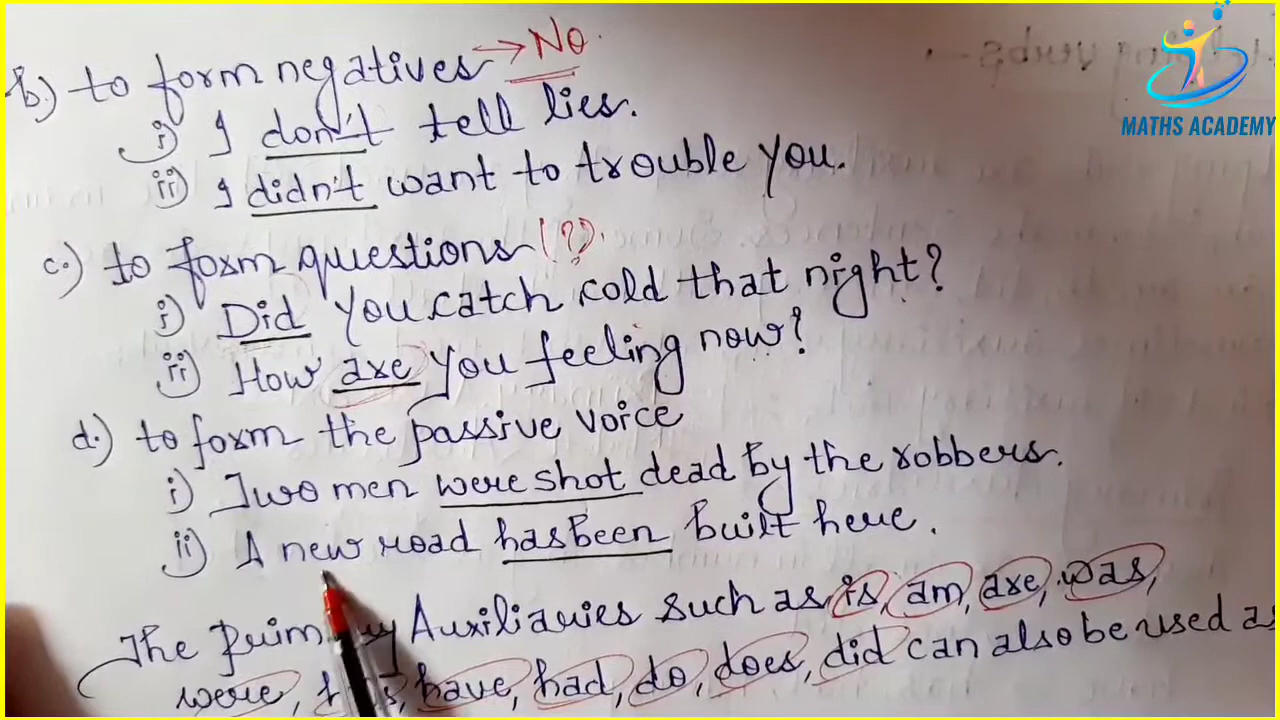 b.) to form negatives → No.
i) I don't tell lies.
ii) I didn't want to trouble you.
c.) to form questions (?).
i) Did you catch cold that night?
ii) How are you feeling now?
d.) to form the passive voice
i) Two men were shot dead by the robbers.
ii) A new road has been built here.
The Auxiliaries such as is, am, are, was,
were, have, had, do, does, did can also be used as
MATHS ACADEMY